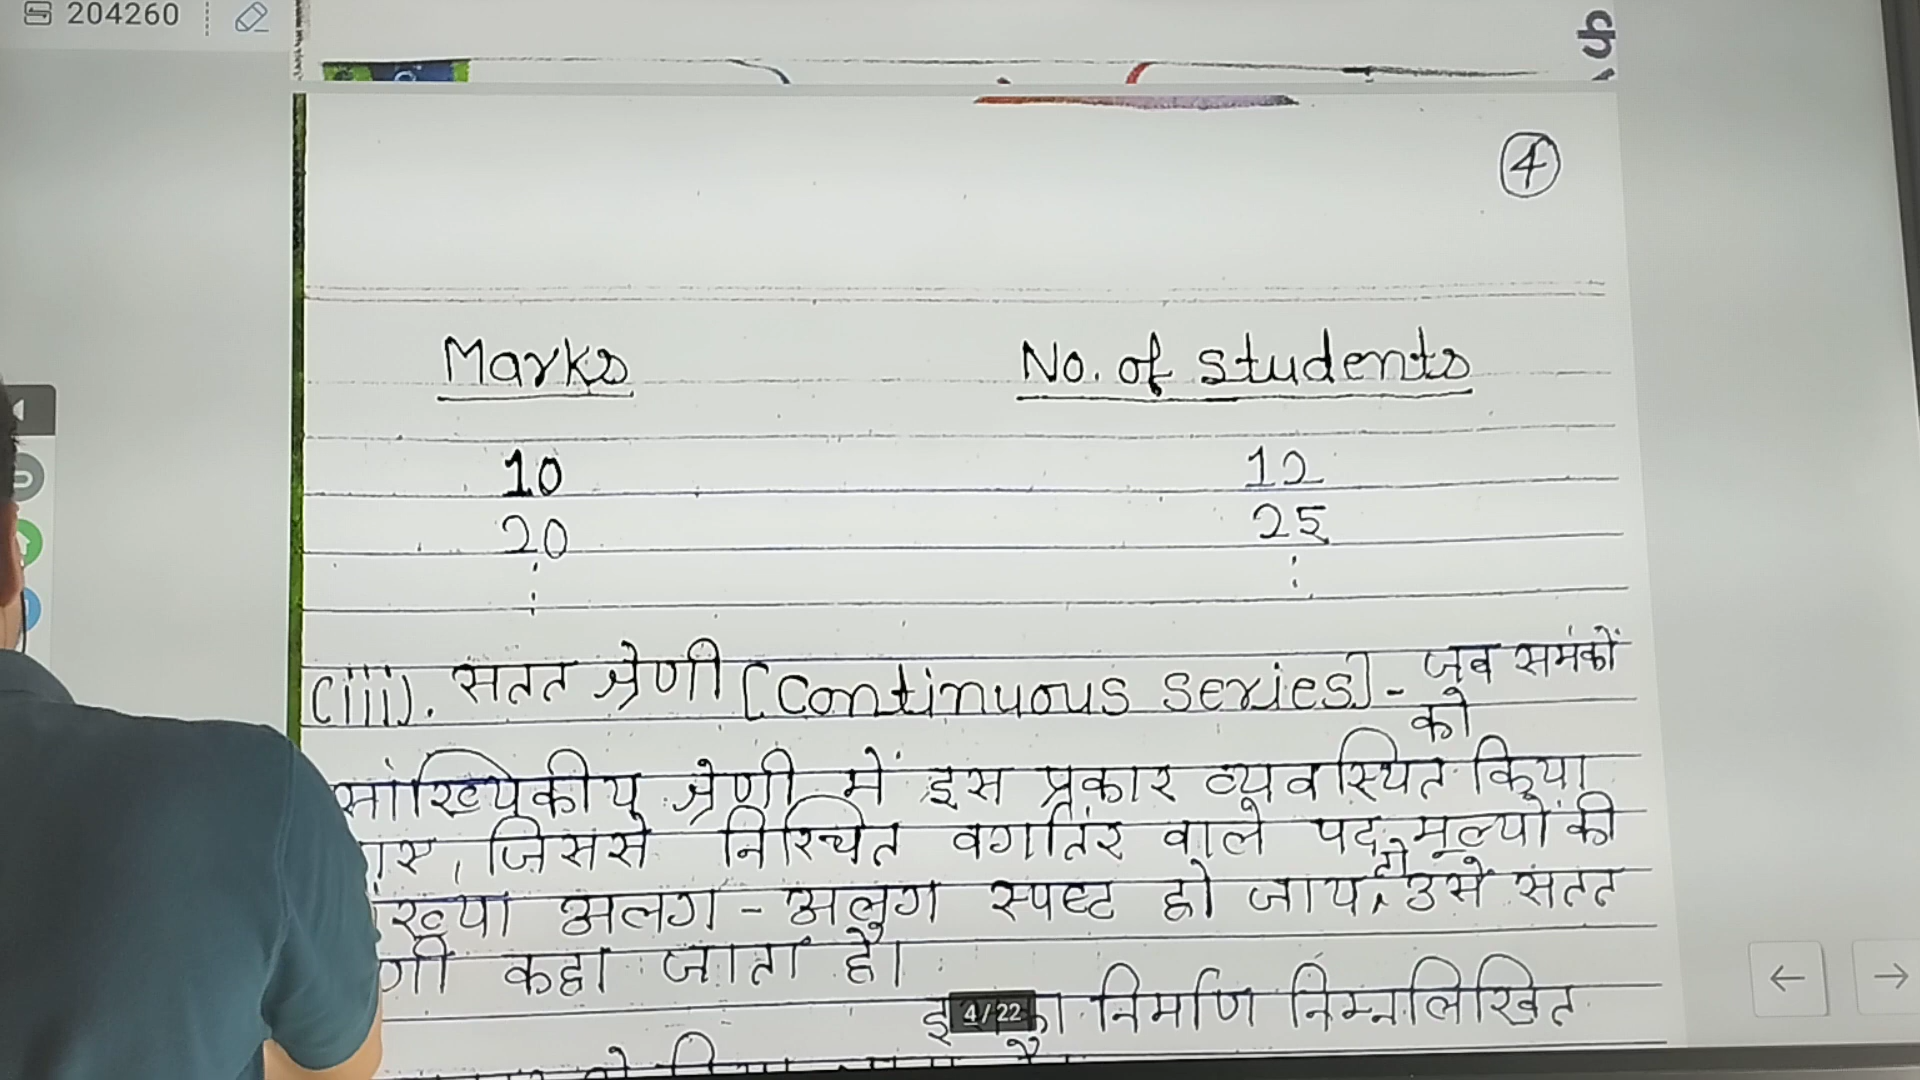 204260
4
Marks No. of students
10 12
20 25
(iii). सतत श्रेणी [Continuous series] - जब समंकों
को
सांख्यिकीय श्रेणी में इस प्रकार व्यवस्थित किया
जिससे निश्चित वर्गांतर वाले पद मूल्यों की
अलग - अलग स्पष्ट हो जाय, तो उसे सतत
कहा जाता है।
निर्माण निम्नलिखित
4 / 22